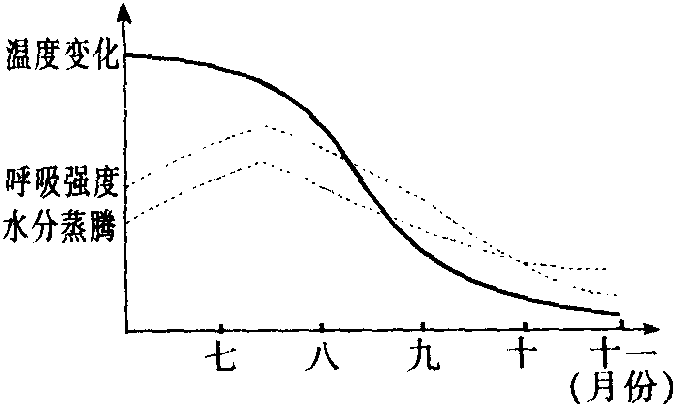 温度变化
呼吸强度
水分蒸腾
七 八 九 十 十一
(月份)